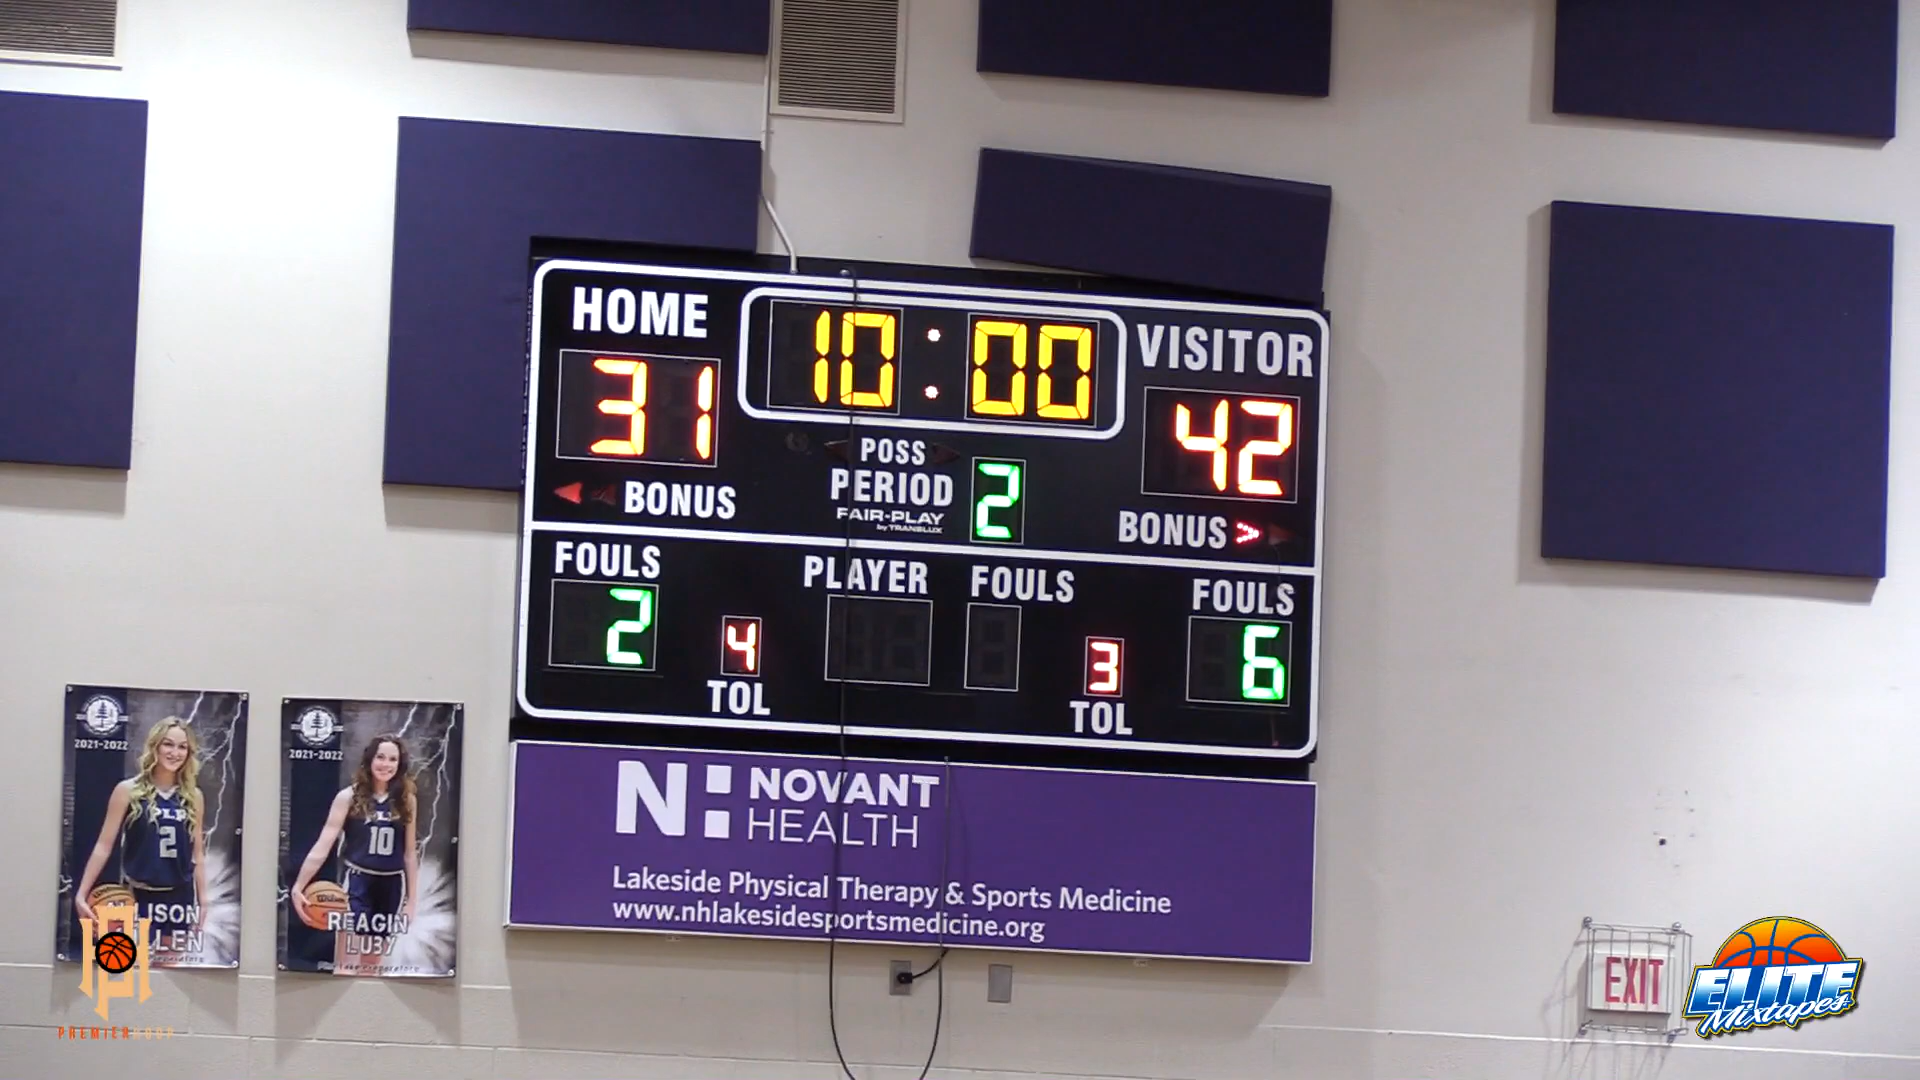 HOME
10:00
VISITOR
31
42
POSS
PERIOD
2
FAIR-PLAY
by TRANSLUX
BONUS
BONUS
FOULS
PLAYER
FOULS
FOULS
2
4
3
6
TOL
TOL
NOVANT
HEALTH
Lakeside Physical Therapy & Sports Medicine
www.nhlakesidesportsmedicine.org
2021-2022
2
2021-2022
10
REAGIN
LUBY
EXIT
ELITE
Mixtapes